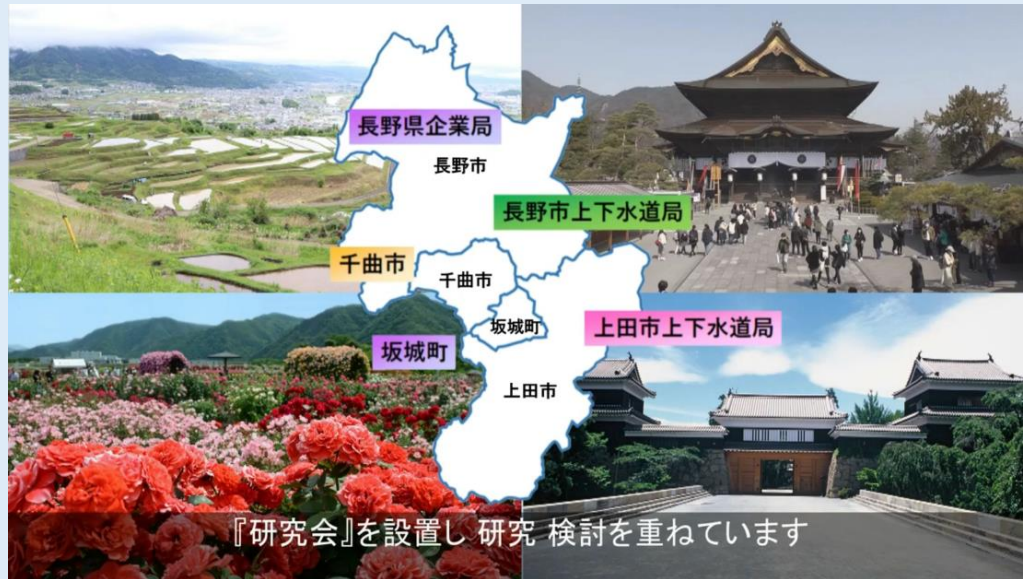 長野県企業局
長野市
長野市上下水道局
千曲市
千曲市
坂城町
上田市上下水道局
坂城町
上田市
『研究会』を設置し 研究 検討を重ねています